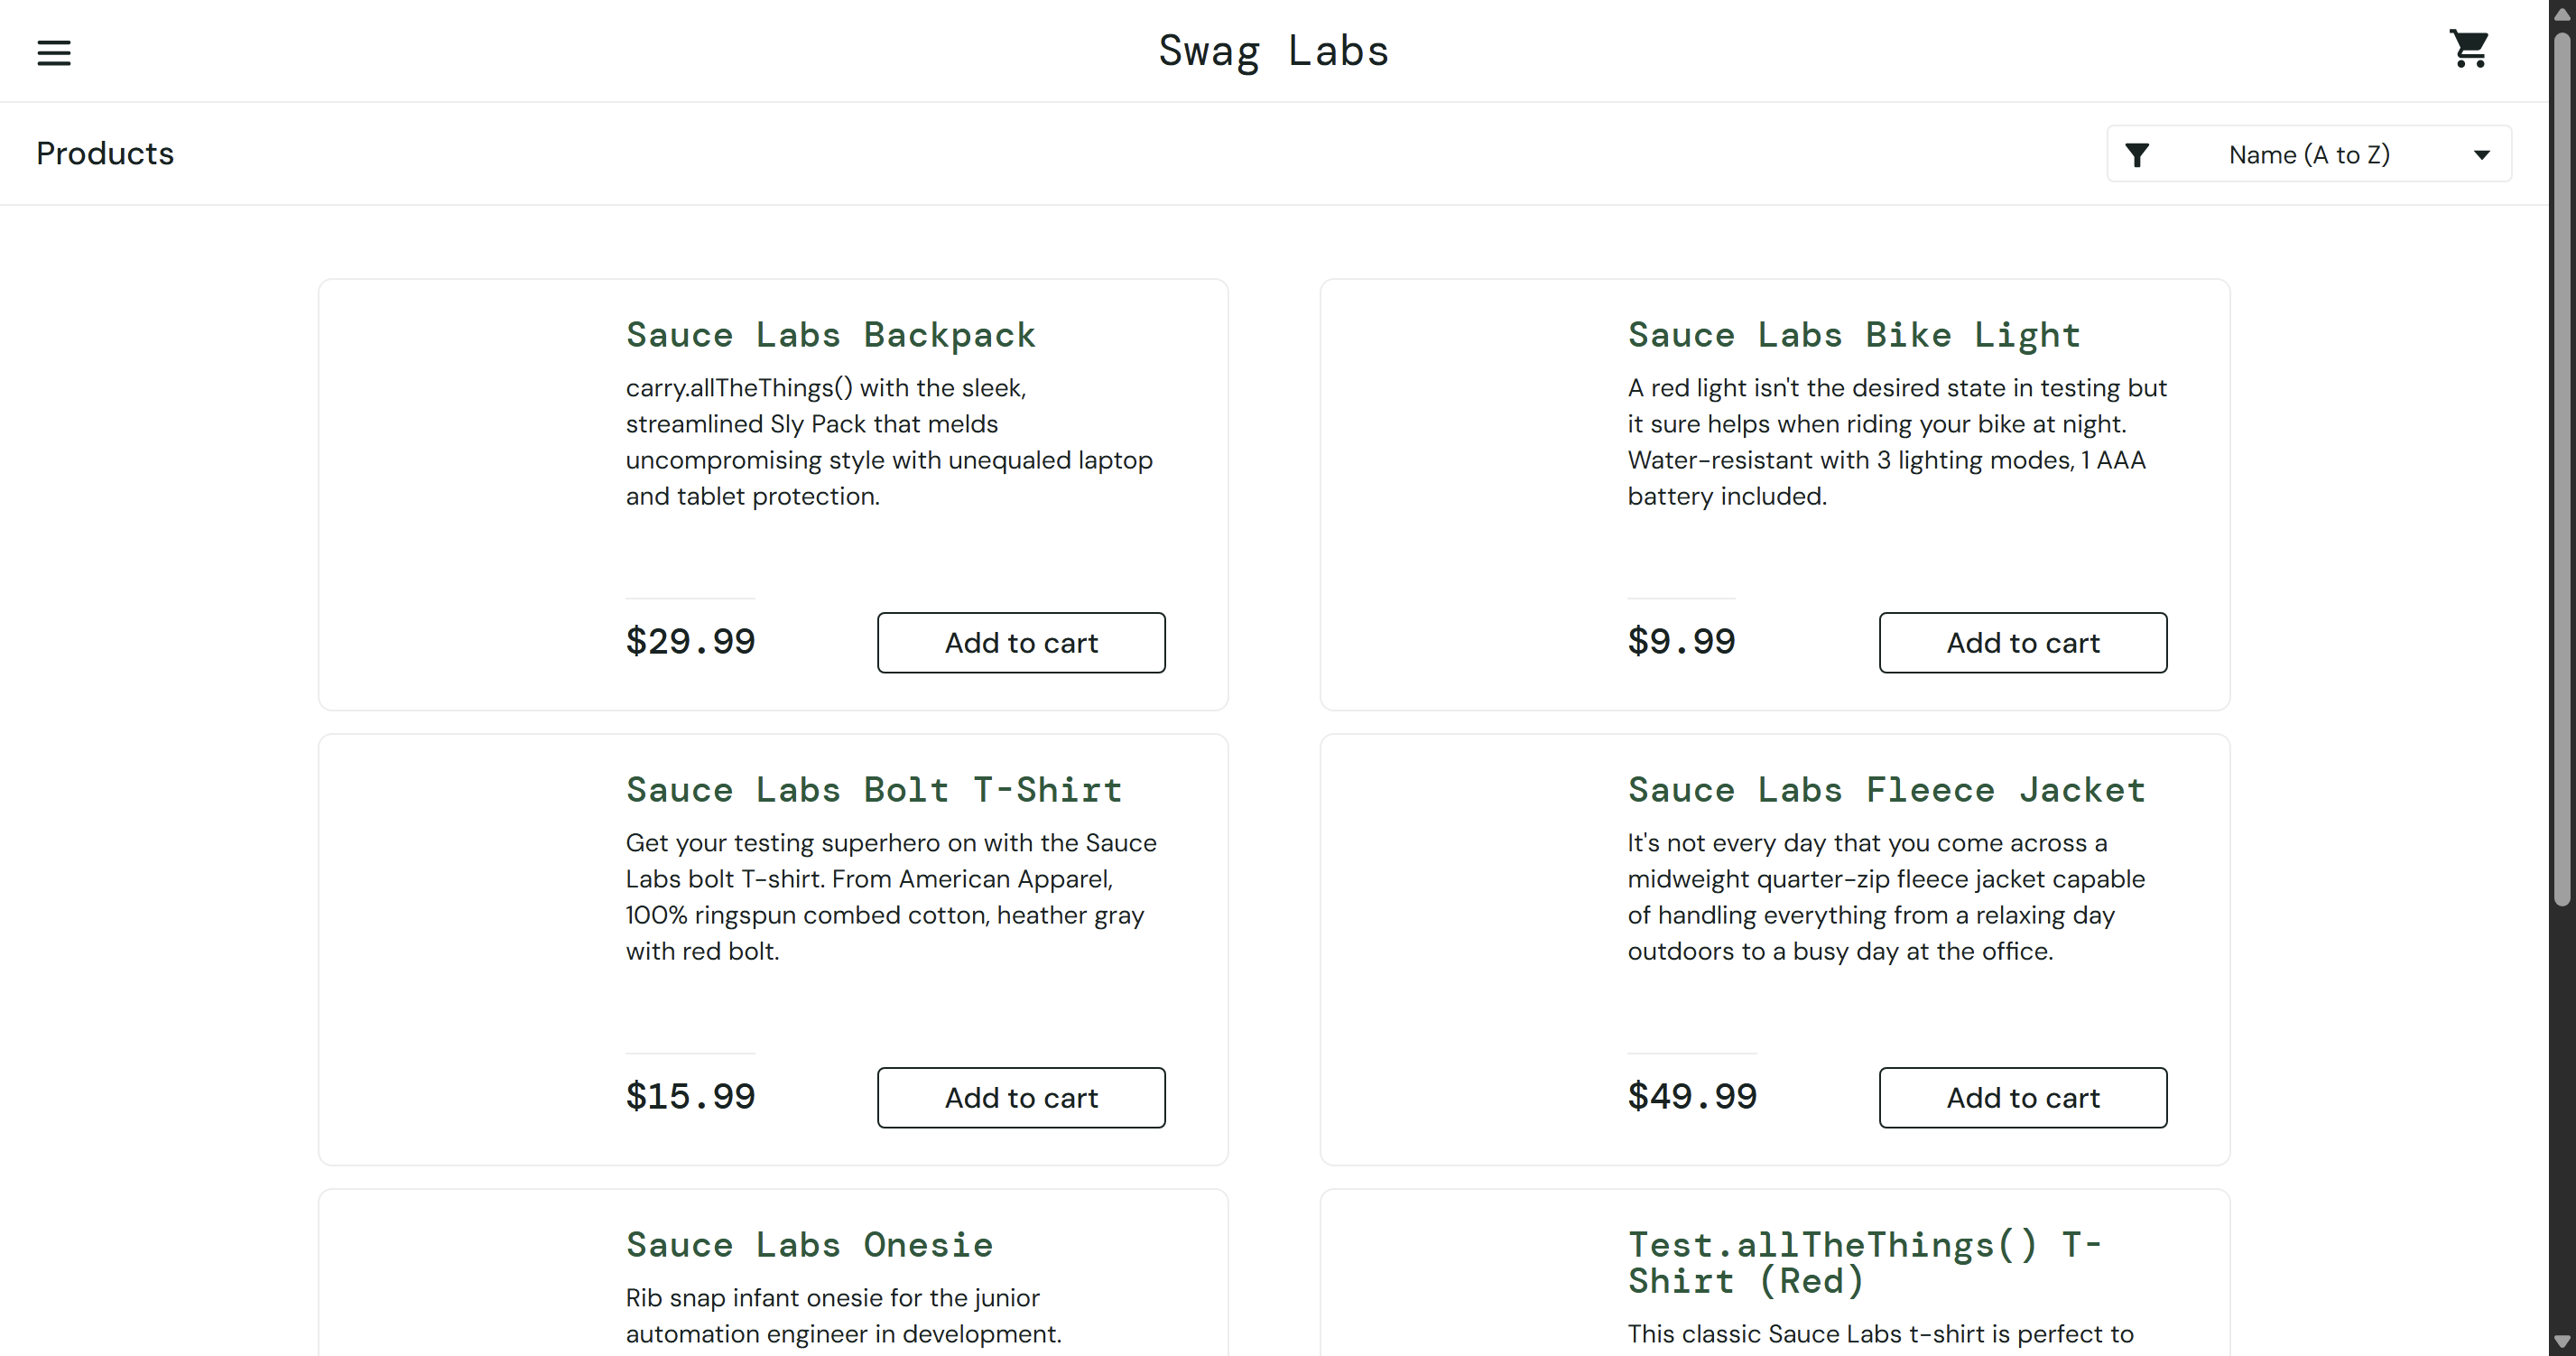 Swag Labs
Products
Name (A to Z)
Sauce Labs Backpack
carry.allTheThings() with the sleek,
streamlined Sly Pack that melds
uncompromising style with unequaled laptop
and tablet protection.
$29.99
Add to cart
Sauce Labs Bike Light
A red light isn't the desired state in testing but
it sure helps when riding your bike at night.
Water-resistant with 3 lighting modes, 1 AAA
battery included.
$9.99
Add to cart
Sauce Labs Bolt T-Shirt
Get your testing superhero on with the Sauce
Labs bolt T-shirt. From American Apparel,
100% ringspun combed cotton, heather gray
with red bolt.
$15.99
Add to cart
Sauce Labs Fleece Jacket
It's not every day that you come across a
midweight quarter-zip fleece jacket capable
of handling everything from a relaxing day
outdoors to a busy day at the office.
$49.99
Add to cart
Sauce Labs Onesie
Rib snap infant onesie for the junior
automation engineer in development.
Test.allTheThings() T-
Shirt (Red)
This classic Sauce Labs t-shirt is perfect to